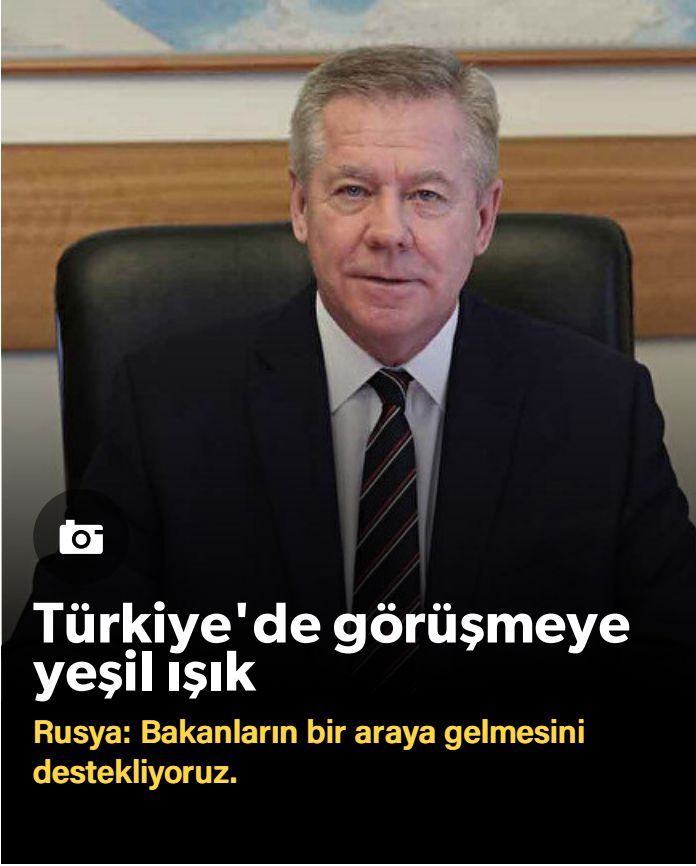 Türkiye'de görüşmeye
yeşil ışık
Rusya: Bakanların bir araya gelmesini
destekliyoruz.